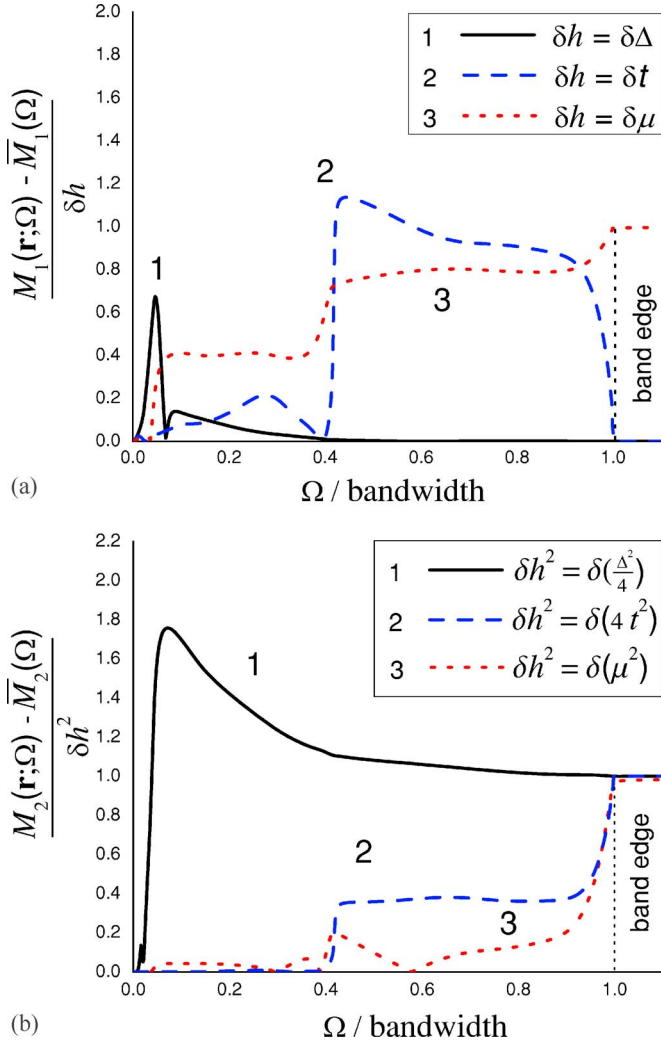 2.0
1.8
1.6
1.4
1.2
1.0
0.8
0.6
0.4
0.2
0.0
M₁(r;Ω) - M̅₁(Ω)
δh
1 δh = δΔ
2 δh = δt
3 δh = δμ
1
2
3
band edge
0.0 0.2 0.4 0.6 0.8 1.0
(a)
Ω / bandwidth
2.2
2.0
1.8
1.6
1.4
1.2
1.0
0.8
0.6
0.4
0.2
0.0
M₂(r;Ω) - M̅₂(Ω)
δh²
1 δh² = δ(Δ²/4)
2 δh² = δ(4 t²)
3 δh² = δ(μ²)
1
2
3
band edge
0.0 0.2 0.4 0.6 0.8 1.0
(b)
Ω / bandwidth